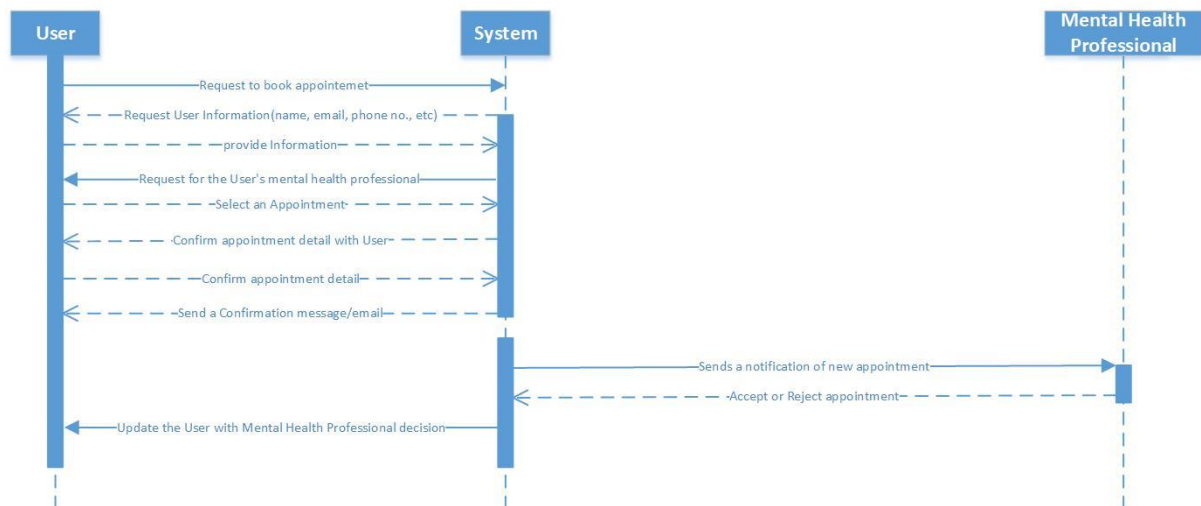 User
System
Mental Health
Professional
Request to book appointemet
Request User Information(name, email, phone no., etc)
provide Information
Request for the User's mental health professional
Select an Appointment
Confirm appointment detail with User
Confirm appointment detail
Send a Confirmation message/email
Sends a notification of new appointment
Accept or Reject appointment
Update the User with Mental Health Professional decision